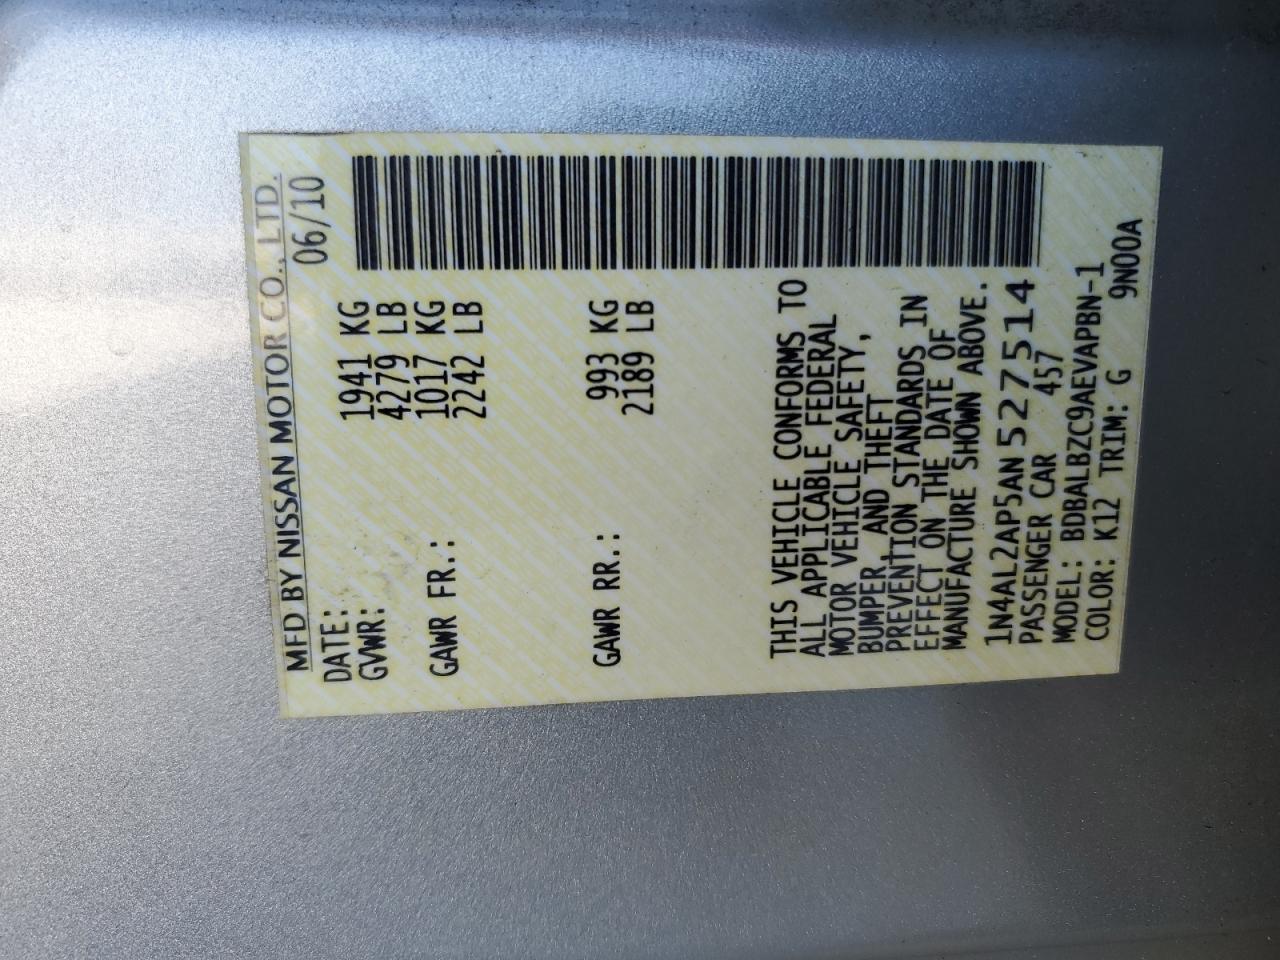 MFD BY NISSAN MOTOR CO., LTD.
DATE: 06/10
GVWR: 1941 KG
4279 LB
GAWR FR.: 1017 KG
2242 LB
GAWR RR.: 993 KG
2189 LB
THIS VEHICLE CONFORMS TO
ALL APPLICABLE FEDERAL
MOTOR VEHICLE SAFETY,
BUMPER, AND THEFT
PREVENTION STANDARDS IN
EFFECT ON THE DATE OF
MANUFACTURE SHOWN ABOVE.
1N4AL2AP5AN527514
PASSENGER CAR 457
MODEL: BDBALBZC9AEVAPBN-1
COLOR: K12 TRIM: G 9N00A